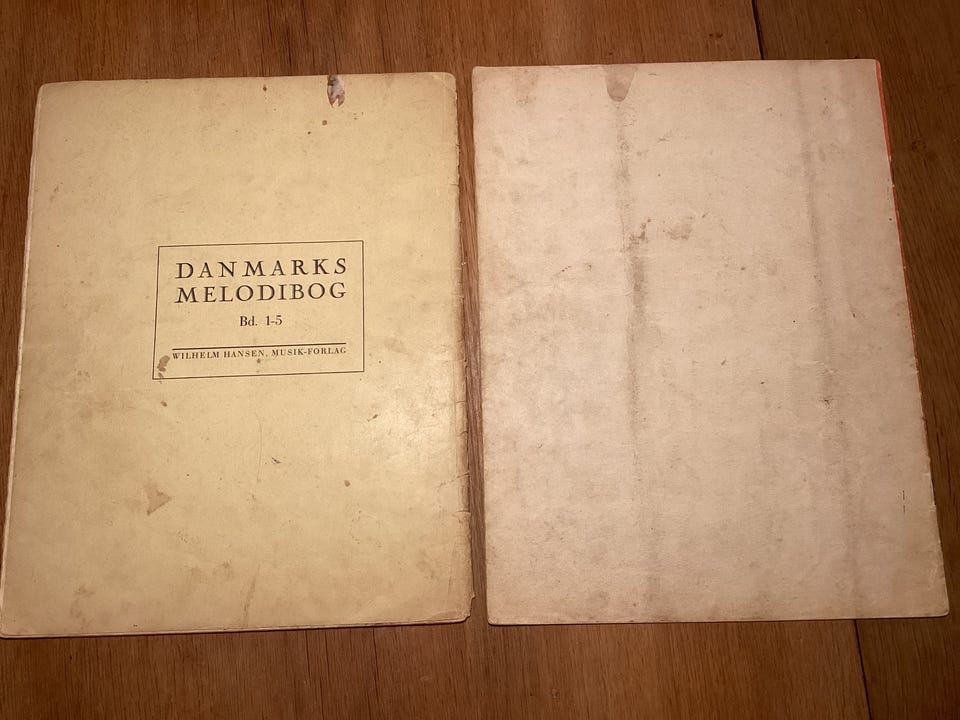 DANMARKS
MELODIBOG
Bd. 1-5
WILHELM HANSEN, MUSIK-FORLAG